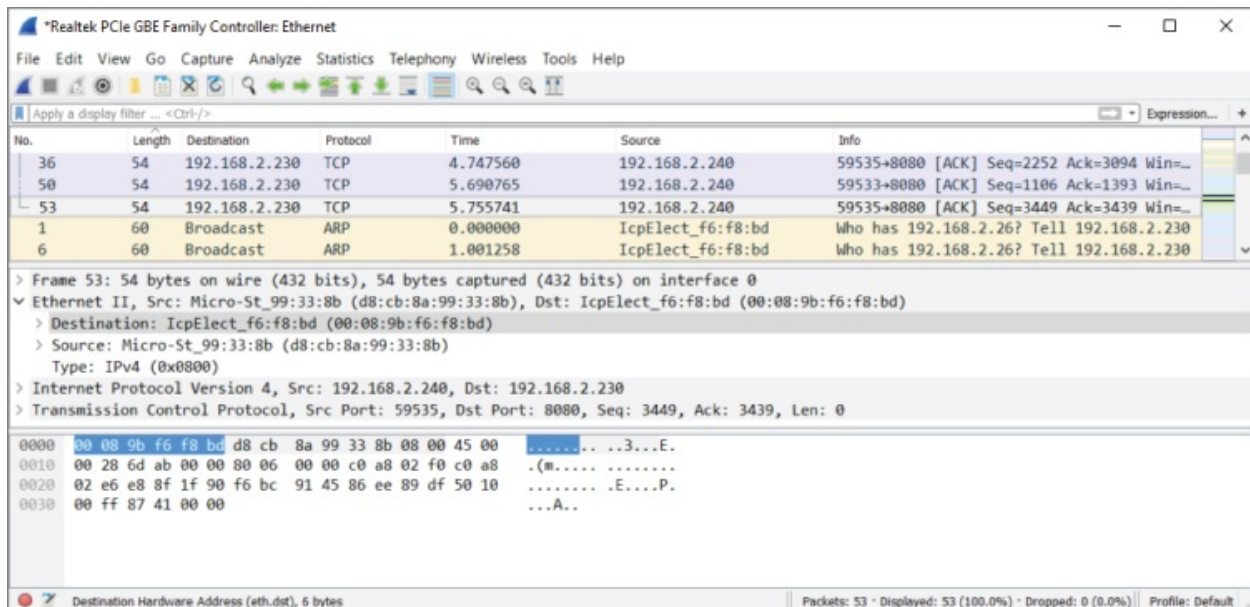 *Realtek PCIe GBE Family Controller: Ethernet
File Edit View Go Capture Analyze Statistics Telephony Wireless Tools Help
Apply a display filter ... <Ctrl-/> Expression... +
No. Length Destination Protocol Time Source Info
36 54 192.168.2.230 TCP 4.747560 192.168.2.240 59535→8080 [ACK] Seq=2252 Ack=3094 Win=…
50 54 192.168.2.230 TCP 5.690765 192.168.2.240 59533→8080 [ACK] Seq=1106 Ack=1393 Win=…
53 54 192.168.2.230 TCP 5.755741 192.168.2.240 59535→8080 [ACK] Seq=3449 Ack=3439 Win=…
1 60 Broadcast ARP 0.000000 IcpElect_f6:f8:bd Who has 192.168.2.26? Tell 192.168.2.230
6 60 Broadcast ARP 1.001258 IcpElect_f6:f8:bd Who has 192.168.2.26? Tell 192.168.2.230
Frame 53: 54 bytes on wire (432 bits), 54 bytes captured (432 bits) on interface 0
Ethernet II, Src: Micro-St_99:33:8b (d8:cb:8a:99:33:8b), Dst: IcpElect_f6:f8:bd (00:08:9b:f6:f8:bd)
Destination: IcpElect_f6:f8:bd (00:08:9b:f6:f8:bd)
Source: Micro-St_99:33:8b (d8:cb:8a:99:33:8b)
Type: IPv4 (0x0800)
Internet Protocol Version 4, Src: 192.168.2.240, Dst: 192.168.2.230
Transmission Control Protocol, Src Port: 59535, Dst Port: 8080, Seq: 3449, Ack: 3439, Len: 0
0000 00 08 9b f6 f8 bd d8 cb 8a 99 33 8b 08 00 45 00 ........ ..3...E.
0010 00 28 6d ab 00 00 80 06 00 00 c0 a8 02 f0 c0 a8 .(m..... ........
0020 02 e6 e8 8f 1f 90 f6 bc 91 45 86 ee 89 df 50 10 ........ .E....P.
0030 00 ff 87 41 00 00 ...A..
Destination Hardware Address (eth.dst), 6 bytes Packets: 53 · Displayed: 53 (100.0%) · Dropped: 0 (0.0%) Profile: Default